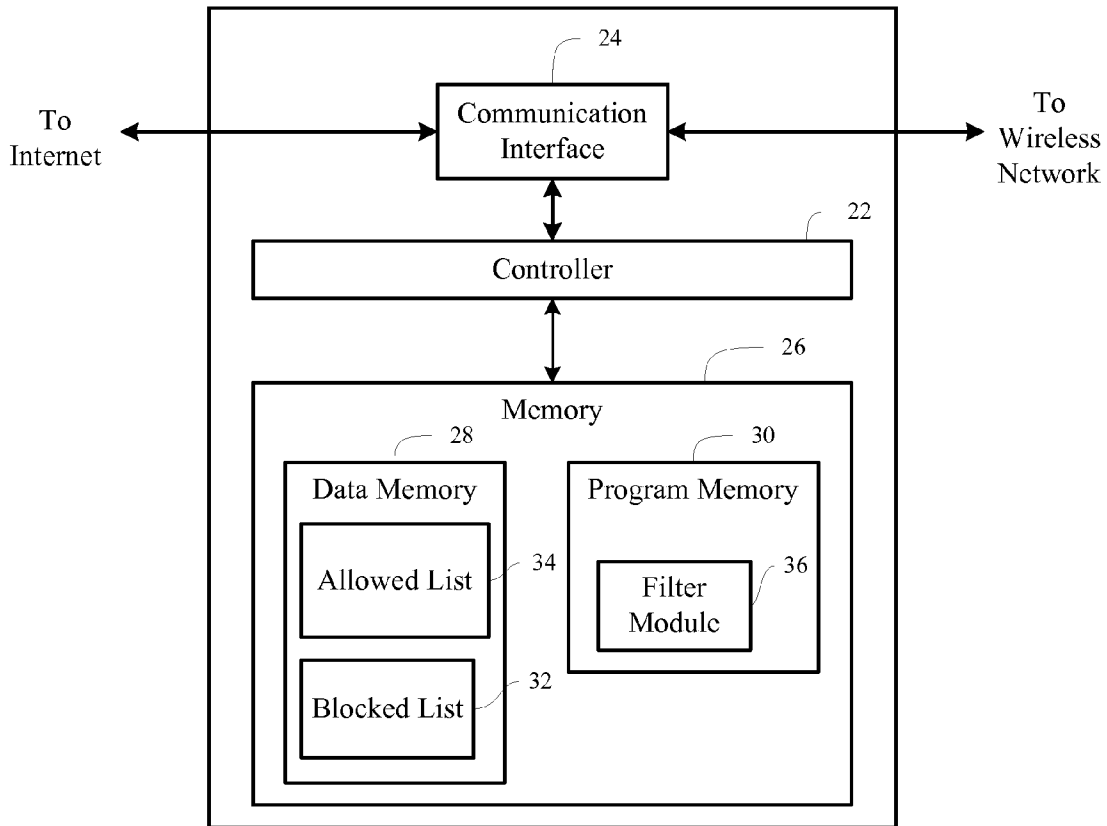 24
To
Internet
Communication
Interface
To
Wireless
Network
22
Controller
26
Memory
28
30
Data Memory
Program Memory
Allowed List
34
Filter
Module
36
Blocked List
32